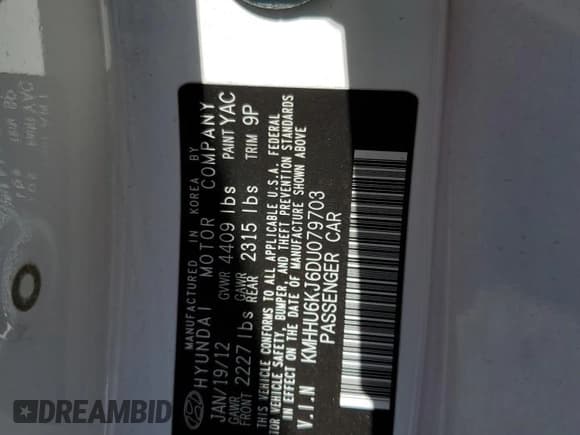 MANUFACTURED IN KOREA BY
HYUNDAI MOTOR COMPANY
JAN/19/12 GVWR 4409 lbs PAINT YAC
GAWR FRONT 2227 lbs GAWR REAR 2315 lbs TRIM 9P
THIS VEHICLE CONFORMS TO ALL APPLICABLE U.S.A. FEDERAL
MOTOR VEHICLE SAFETY, BUMPER, AND THEFT PREVENTION STANDARDS
IN EFFECT ON THE DATE OF MANUFACTURE SHOWN ABOVE
V.I.N KMHHU6KJ6DU079703
PASSENGER CAR
DREAMBID